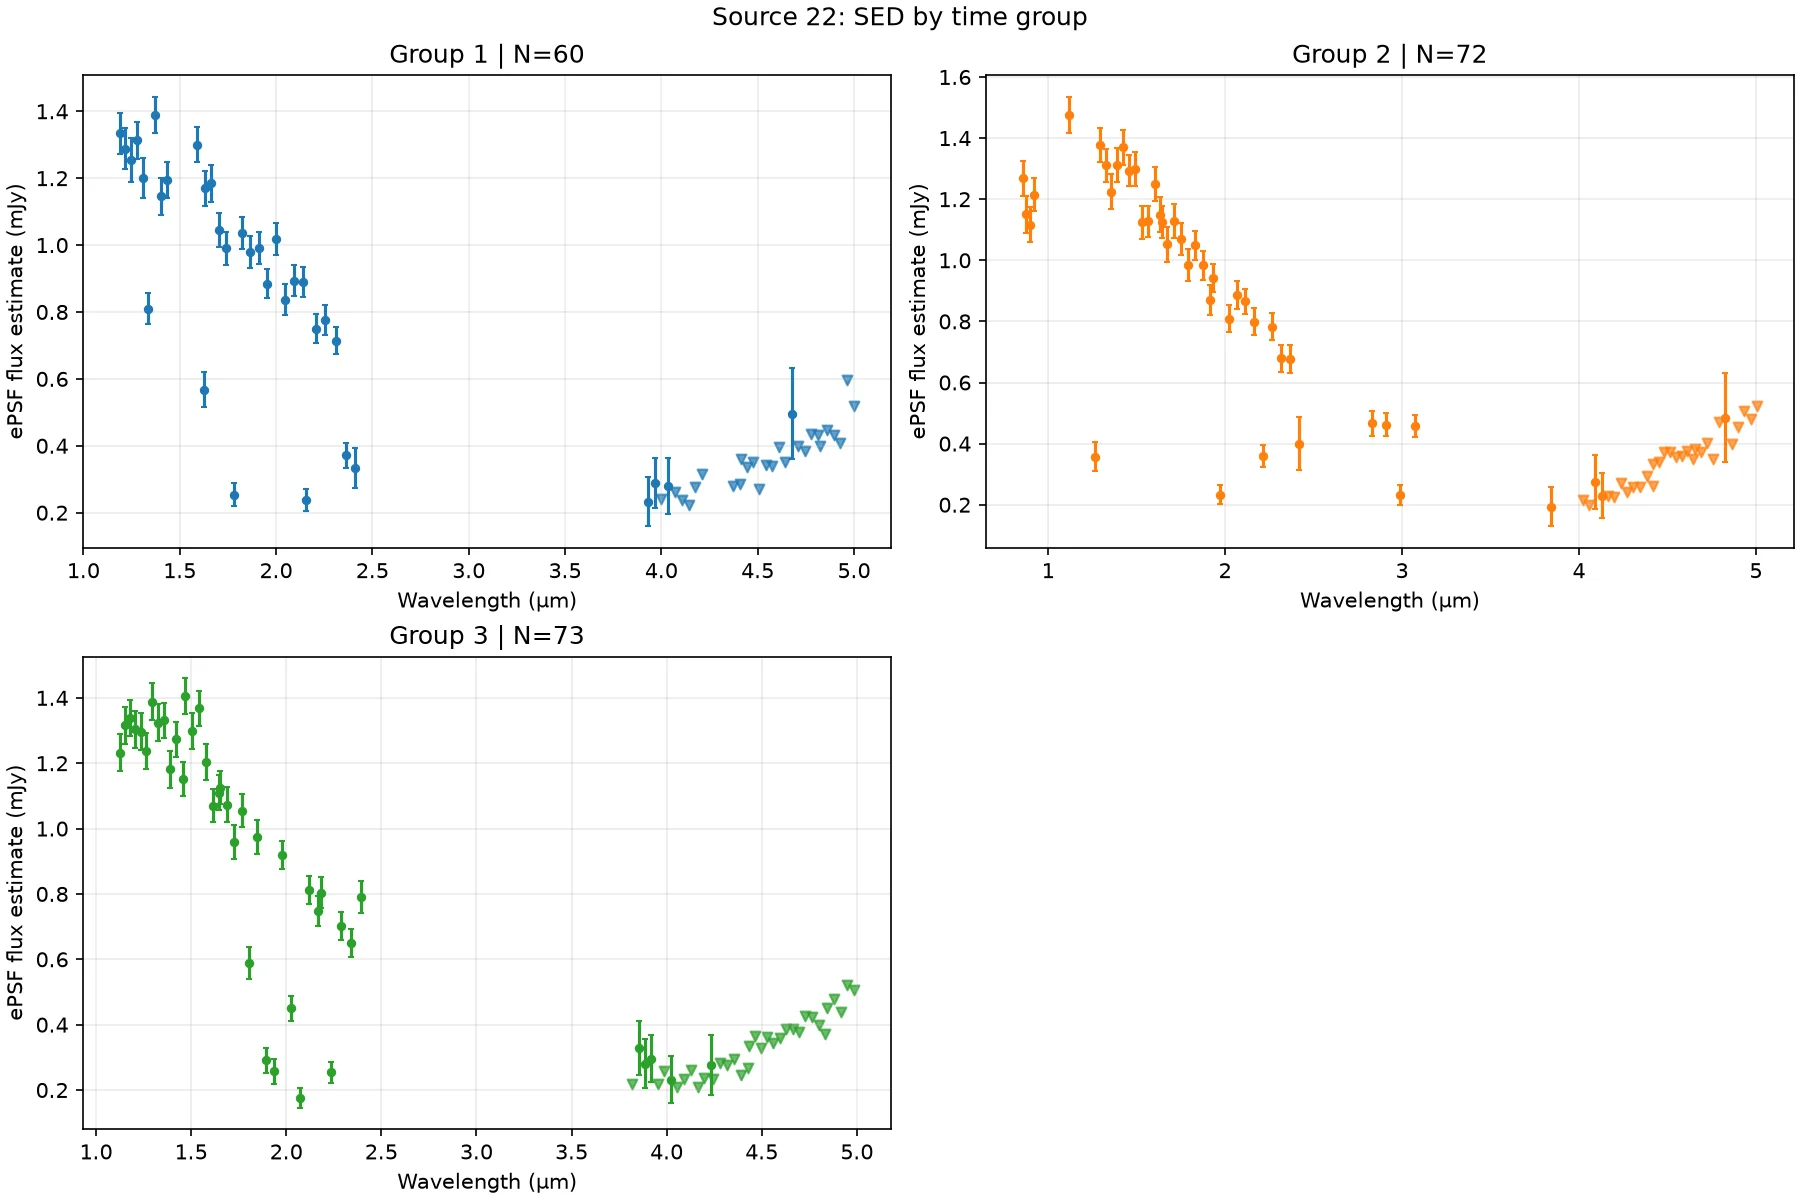 Source 22: SED by time group
Group 1 | N=60
ePSF flux estimate (mJy)
1.4
1.2
1.0
0.8
0.6
0.4
0.2
1.0 1.5 2.0 2.5 3.0 3.5 4.0 4.5 5.0
Wavelength (µm)
Group 2 | N=72
ePSF flux estimate (mJy)
1.6
1.4
1.2
1.0
0.8
0.6
0.4
0.2
1 2 3 4 5
Wavelength (µm)
Group 3 | N=73
ePSF flux estimate (mJy)
1.4
1.2
1.0
0.8
0.6
0.4
0.2
1.0 1.5 2.0 2.5 3.0 3.5 4.0 4.5 5.0
Wavelength (µm)